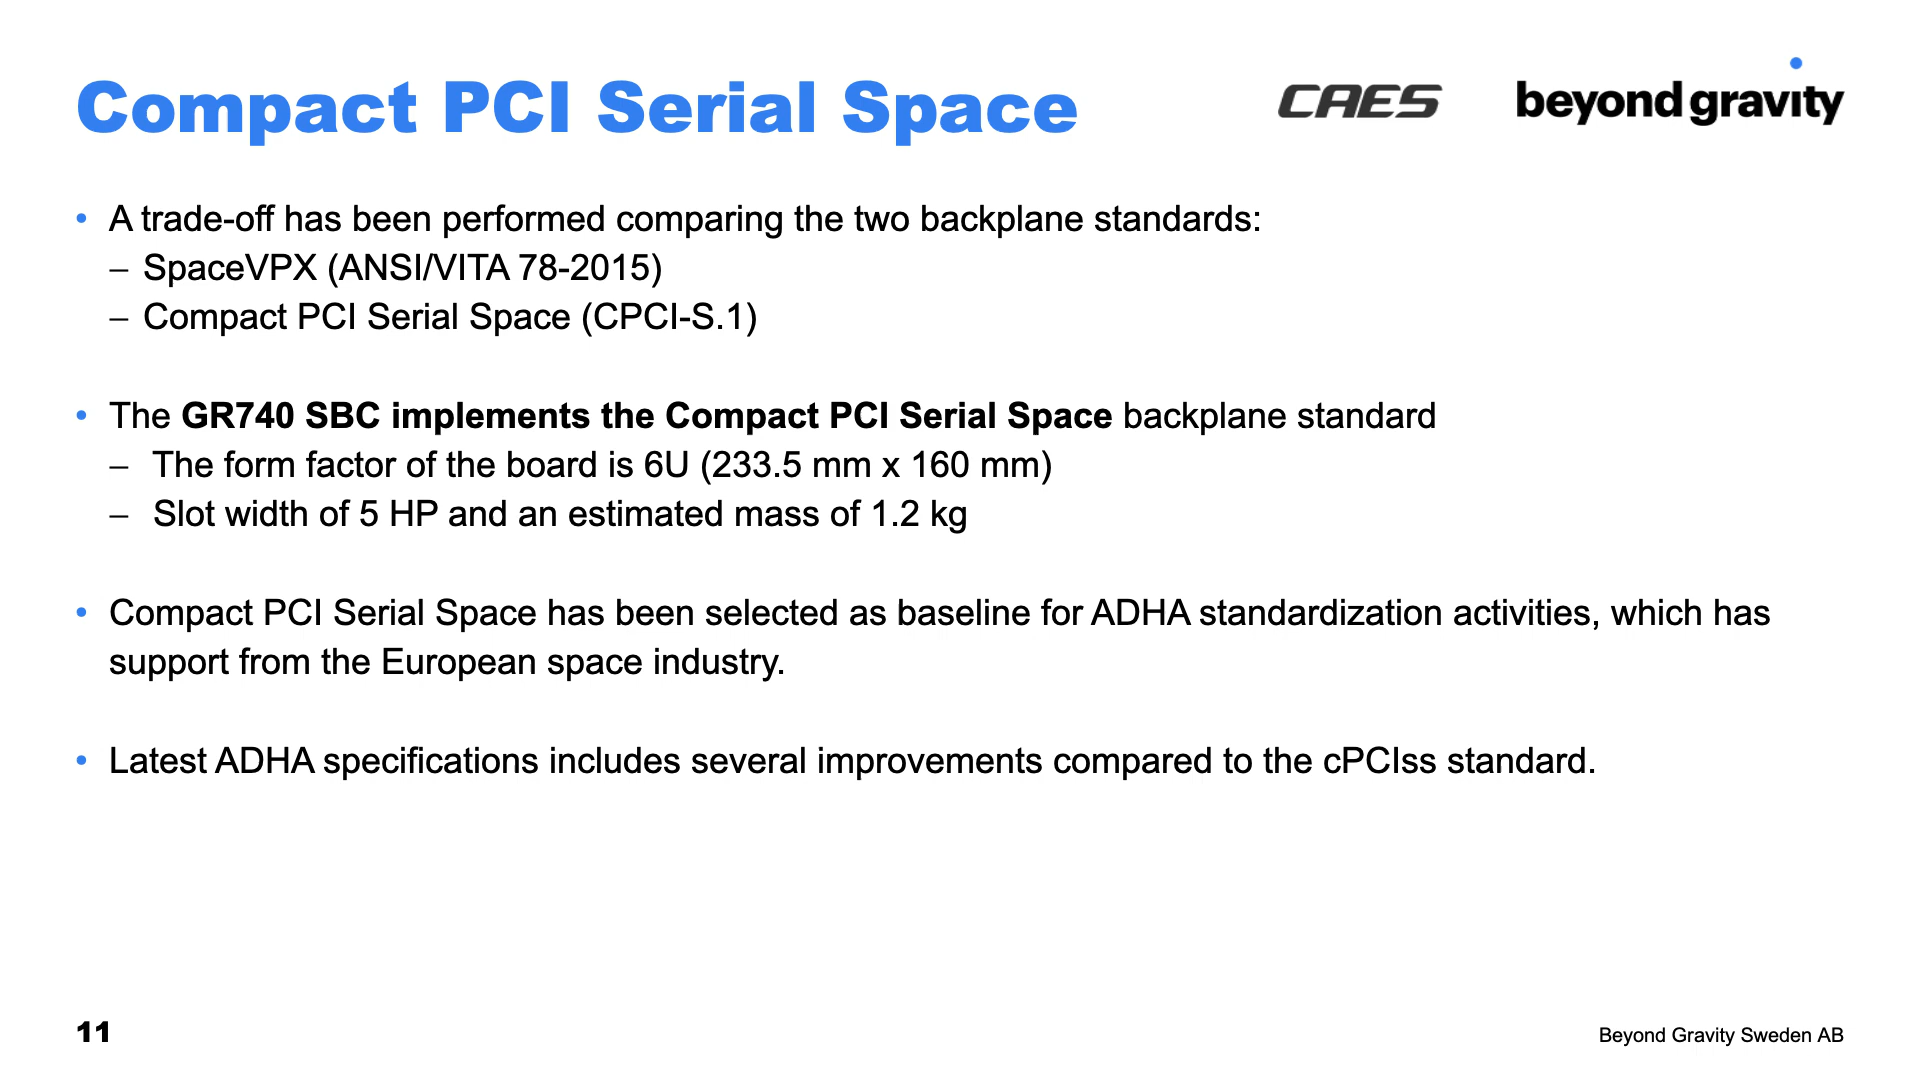 Compact PCI Serial Space
CAES
beyond gravity
• A trade-off has been performed comparing the two backplane standards:
– SpaceVPX (ANSI/VITA 78-2015)
– Compact PCI Serial Space (CPCI-S.1)
• The GR740 SBC implements the Compact PCI Serial Space backplane standard
– The form factor of the board is 6U (233.5 mm x 160 mm)
– Slot width of 5 HP and an estimated mass of 1.2 kg
• Compact PCI Serial Space has been selected as baseline for ADHA standardization activities, which has
support from the European space industry.
• Latest ADHA specifications includes several improvements compared to the cPCIss standard.
11
Beyond Gravity Sweden AB